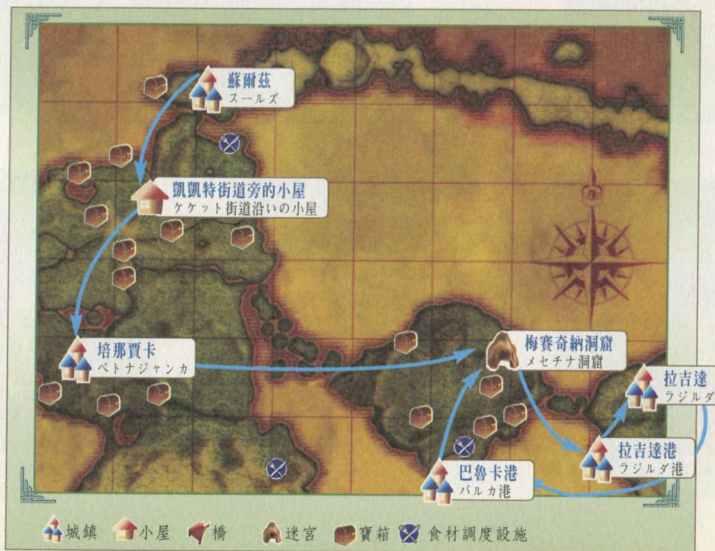 蘇爾茲
スールズ
凱凱特街道旁的小屋
ケケット街道沿いの小屋
培那賈卡
ペトナジャンカ
梅賽奇納洞窟
メセチナ洞窟
拉吉達
ラジルダ
拉吉達港
ラジルダ港
巴魯卡港
バルカ港
城鎮
小屋
橋
迷宮
寶箱
食材調度設施